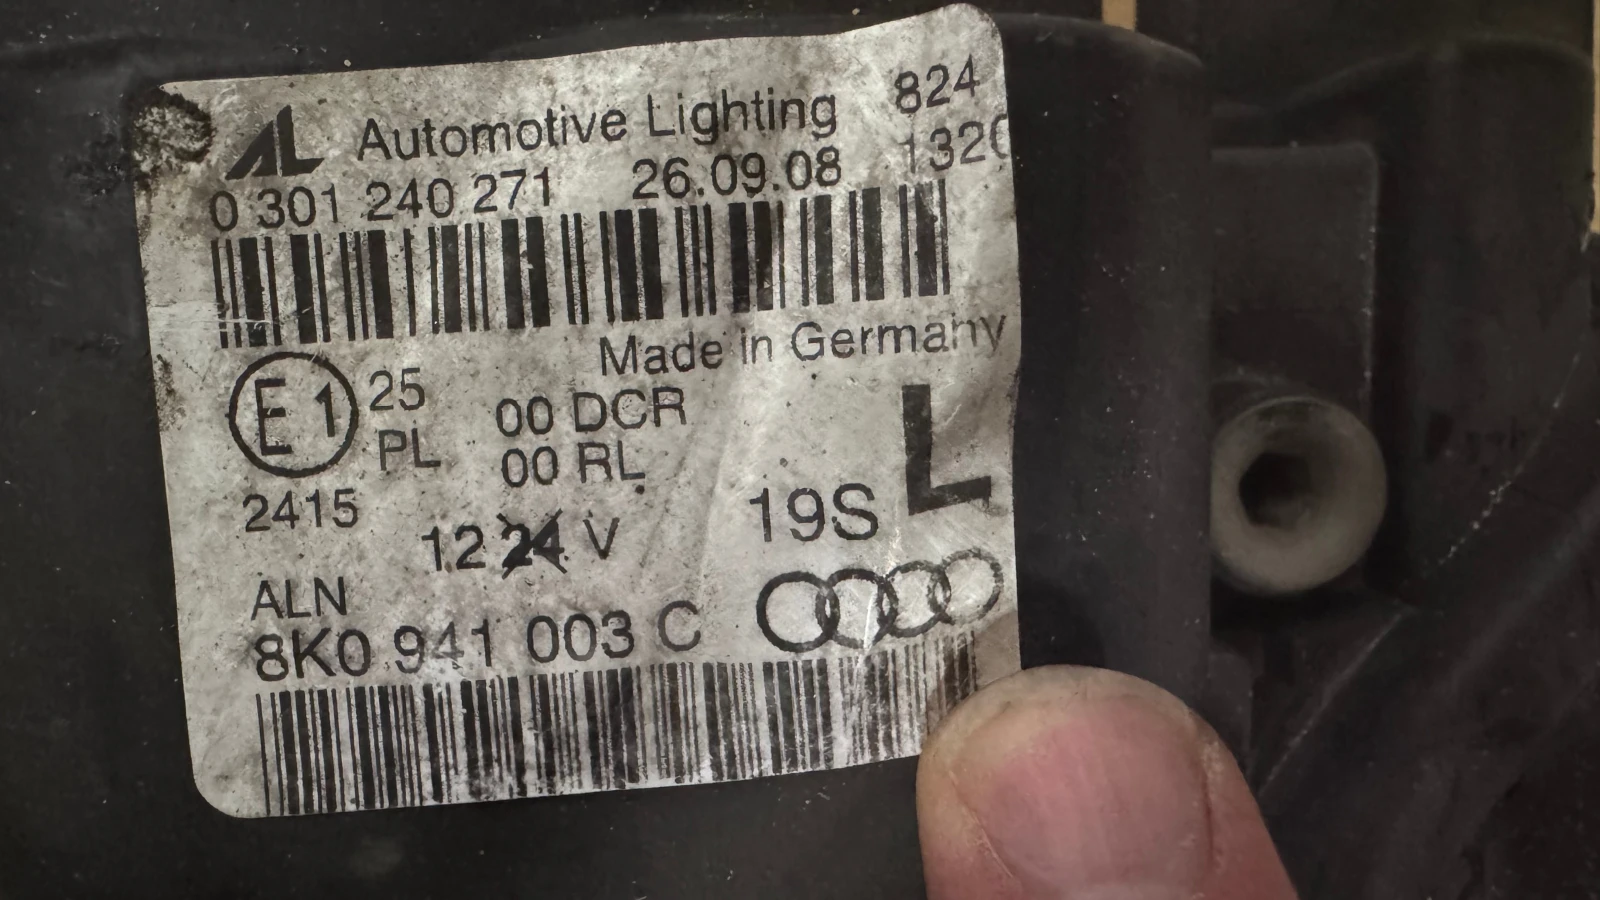 AL Automotive Lighting 824
0 301 240 271 26.09.08 1320
Made in Germany
E1 25 00 DCR
PL 00 RL
L
2415
12 24 V 19S
ALN
8K0 941 003 C